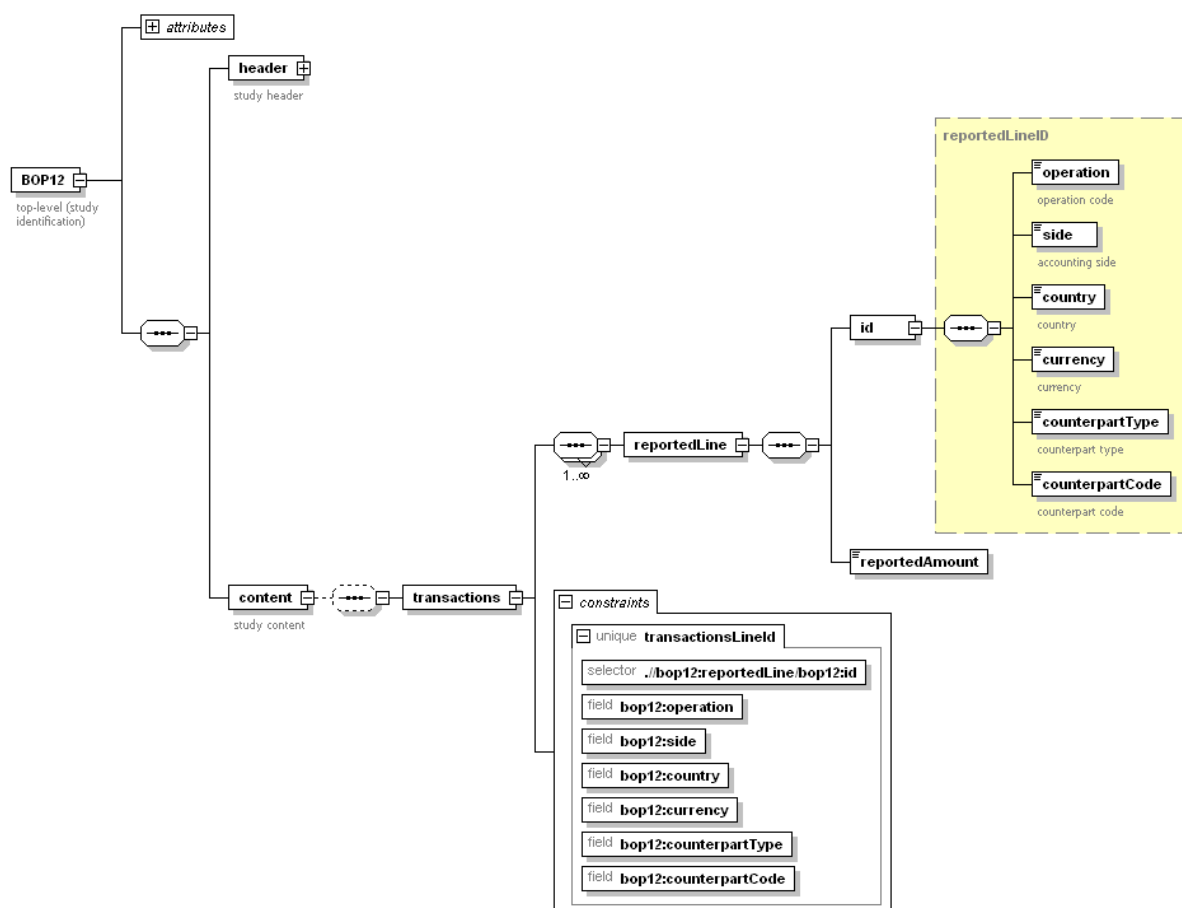 attributes
header
study header
BOP12
top-level (study
identification)
reportedLineID
operation
operation code
side
accounting side
country
country
id
currency
currency
counterpartType
counterpart type
counterpartCode
counterpart code
reportedLine
1..∞
reportedAmount
content
study content
transactions
constraints
unique transactionsLineId
selector .//bop12:reportedLine/bop12:id
field bop12:operation
field bop12:side
field bop12:country
field bop12:currency
field bop12:counterpartType
field bop12:counterpartCode